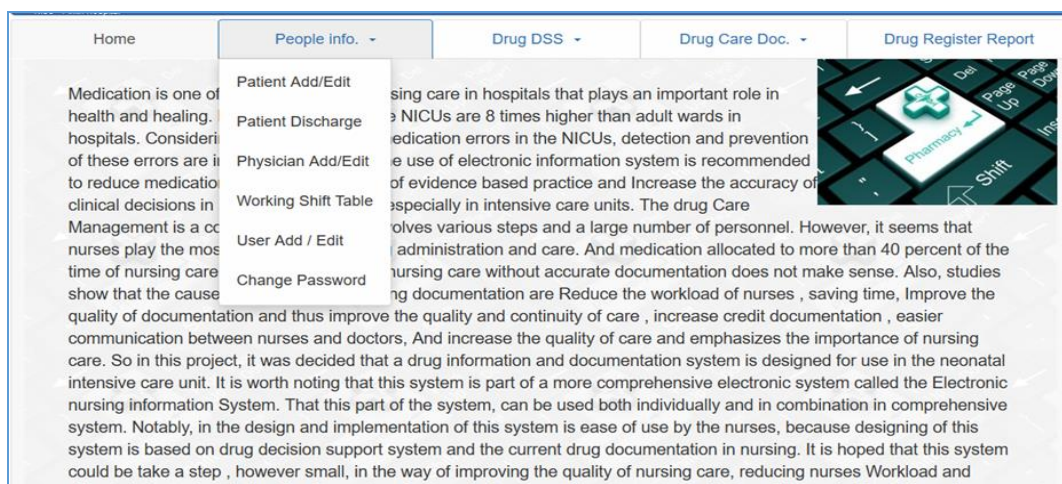 Home People info. Drug DSS Drug Care Doc. Drug Register Report
Patient Add/Edit
Patient Discharge
Physician Add/Edit
Working Shift Table
User Add / Edit
Change Password
Medication is one of sing care in hospitals that plays an important role in
health and healing. e NICUs are 8 times higher than adult wards in
hospitals. Considerin edication errors in the NICUs, detection and prevention
of these errors are in e use of electronic information system is recommended
to reduce medication of evidence based practice and Increase the accuracy of
clinical decisions in especially in intensive care units. The drug Care
Management is a co volves various steps and a large number of personnel. However, it seems that
nurses play the mos administration and care. And medication allocated to more than 40 percent of the
time of nursing care nursing care without accurate documentation does not make sense. Also, studies
show that the cause ng documentation are Reduce the workload of nurses , saving time, Improve the
quality of documentation and thus improve the quality and continuity of care , increase credit documentation , easier
communication between nurses and doctors, And increase the quality of care and emphasizes the importance of nursing
care. So in this project, it was decided that a drug information and documentation system is designed for use in the neonatal
intensive care unit. It is worth noting that this system is part of a more comprehensive electronic system called the Electronic
nursing information System. That this part of the system, can be used both individually and in combination in comprehensive
system. Notably, in the design and implementation of this system is ease of use by the nurses, because designing of this
system is based on drug decision support system and the current drug documentation in nursing. It is hoped that this system
could be take a step , however small, in the way of improving the quality of nursing care, reducing nurses Workload and
Del
Page Up
Page Down
Ins
Pharmacy
Shift